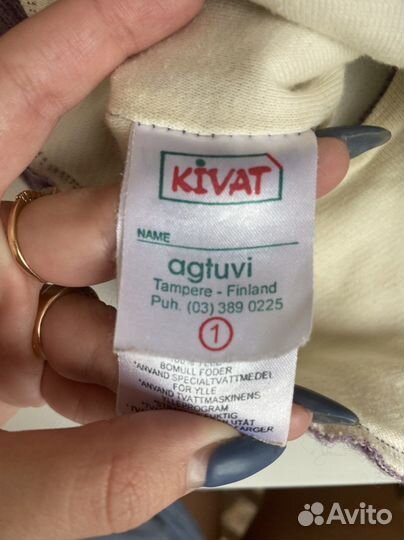 KiVAT
NAME
agtuvi
Tampere - Finland
Puh. (03) 389 0225
1
BOMULL FODER
*ANVÄND SPECIALTVÄTTMEDEL
FÖR YLLE
*ANVÄND TVÄTTMASKINENS
Avito